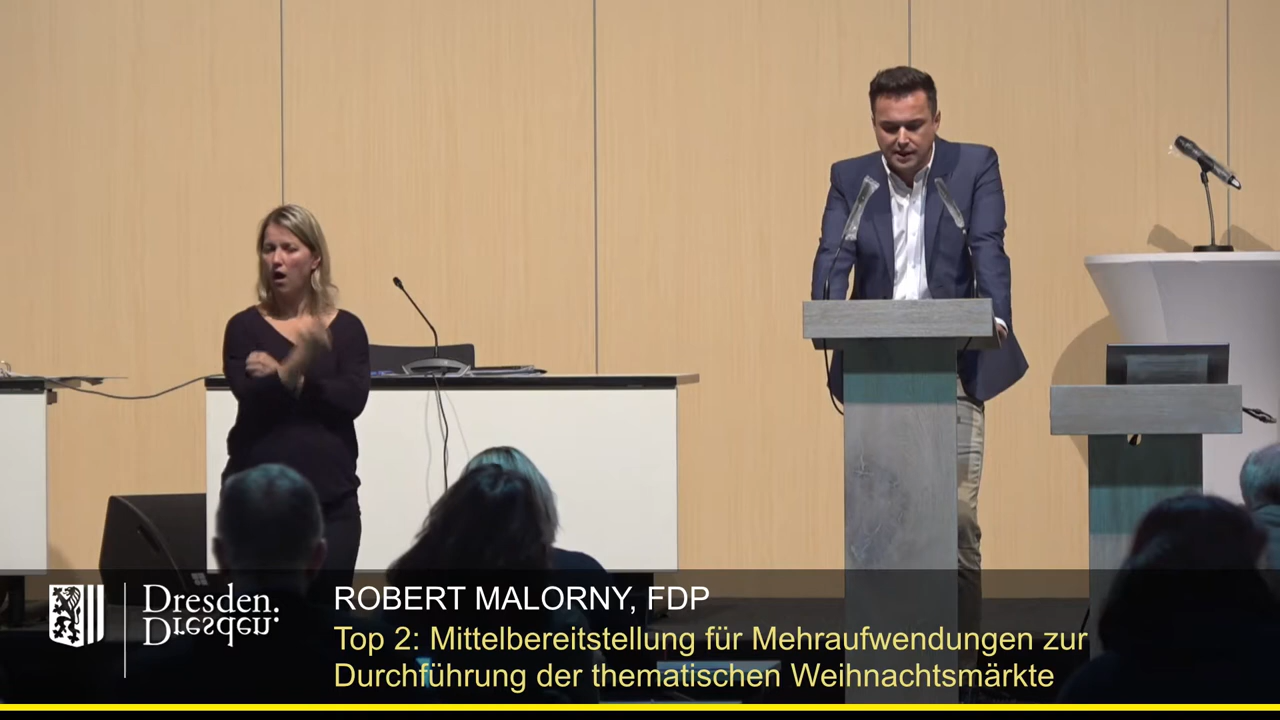 Dresden.
Dresden.
ROBERT MALORNY, FDP
Top 2: Mittelbereitstellung für Mehraufwendungen zur
Durchführung der thematischen Weihnachtsmärkte